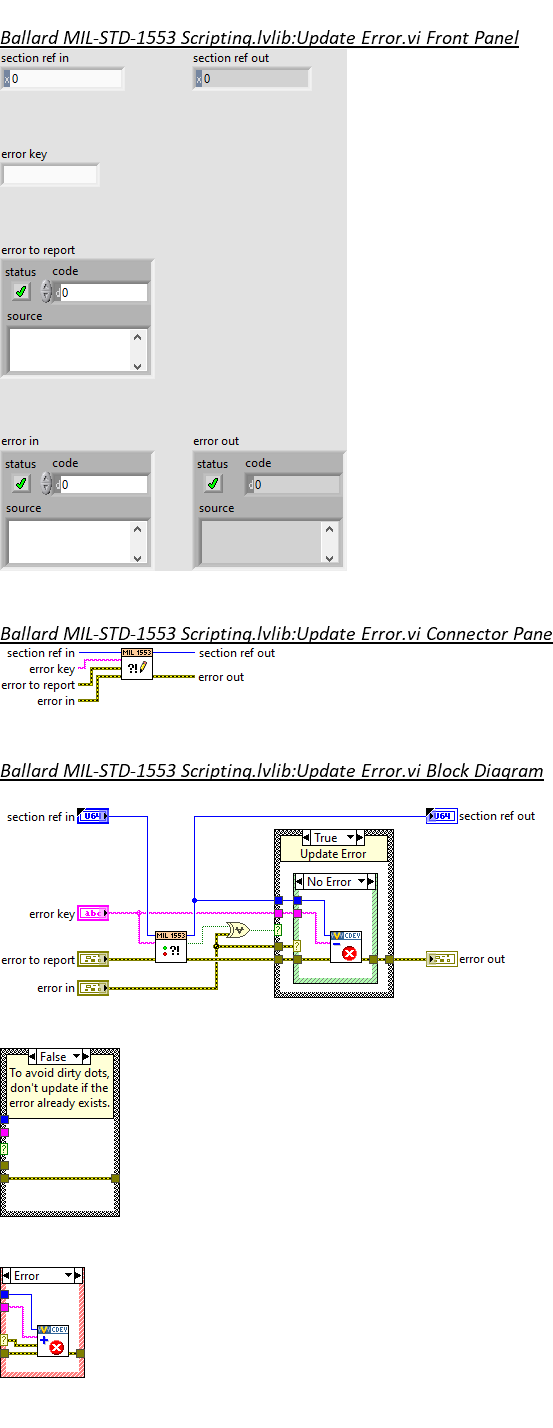 Ballard MIL-STD-1553 Scripting.lvlib:Update Error.vi Front Panel
section ref in
section ref out
x 0
x 0
error key
error to report
status
code
d 0
source
error in
error out
status
code
status
code
d 0
d 0
source
source
Ballard MIL-STD-1553 Scripting.lvlib:Update Error.vi Connector Pane
section ref in
MIL 1553
section ref out
error key
?!
error to report
error out
error in
Ballard MIL-STD-1553 Scripting.lvlib:Update Error.vi Block Diagram
section ref in
U64
U64
section ref out
True
Update Error
No Error
error key
abc
MIL 1553
?!
?
CDEV
?
error to report
error out
error in
False
To avoid dirty dots,
don't update if the
error already exists.
?
Error
CDEV
?